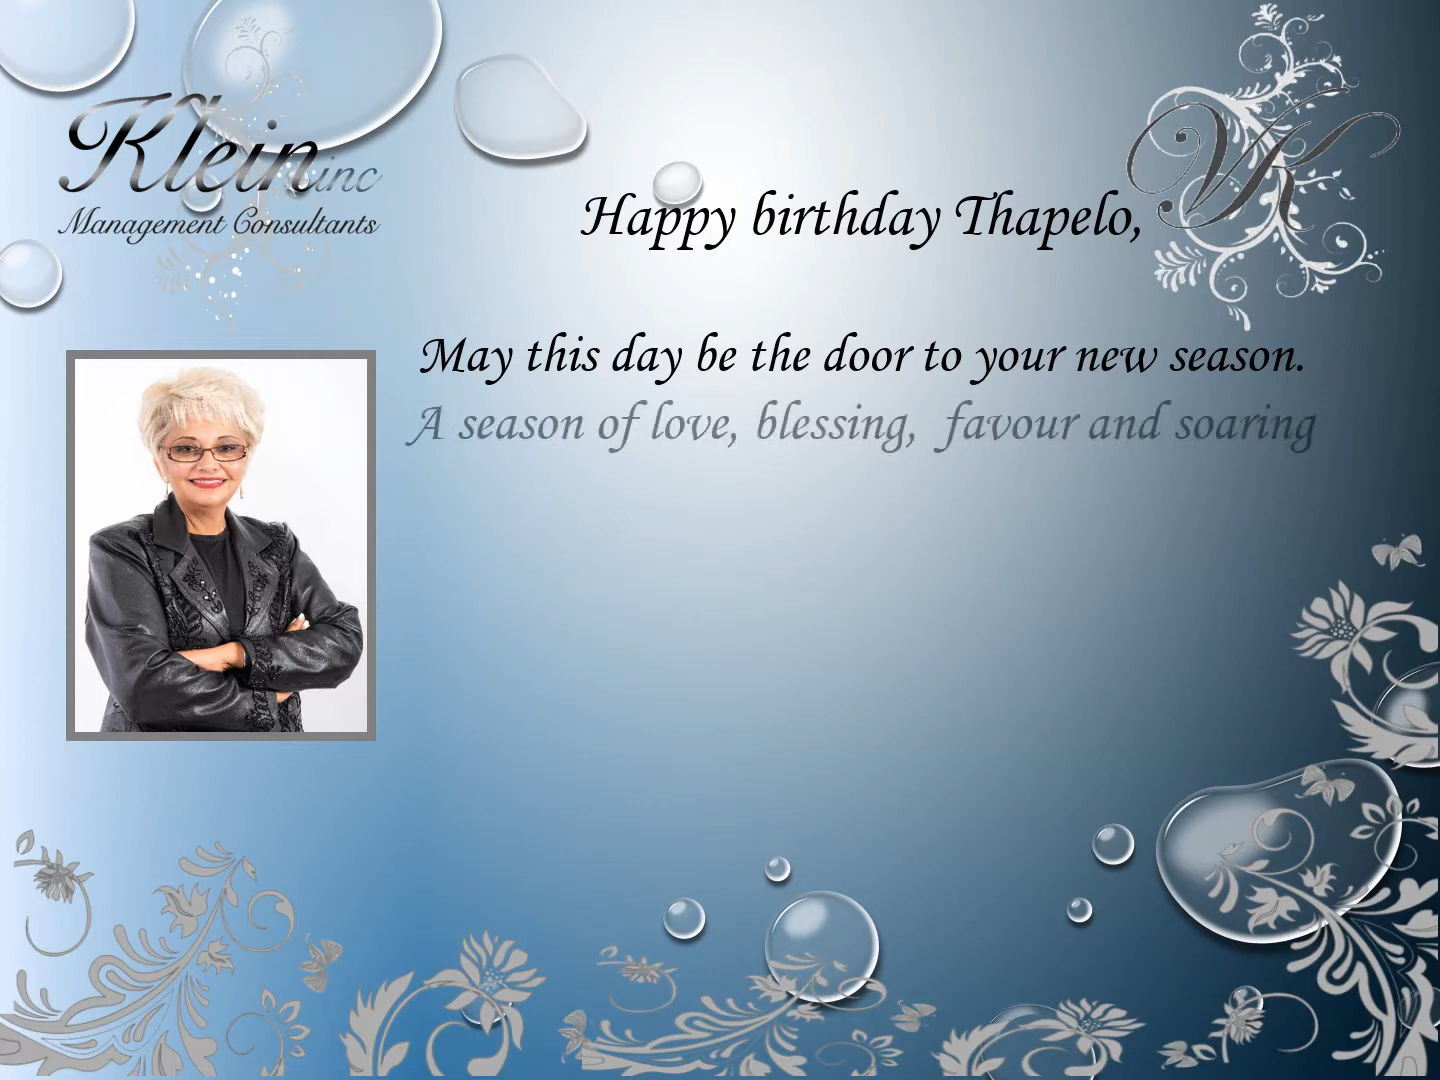 Klein inc
Management Consultants
VK
Happy birthday Thapelo,
May this day be the door to your new season.
A season of love, blessing, favour and soaring